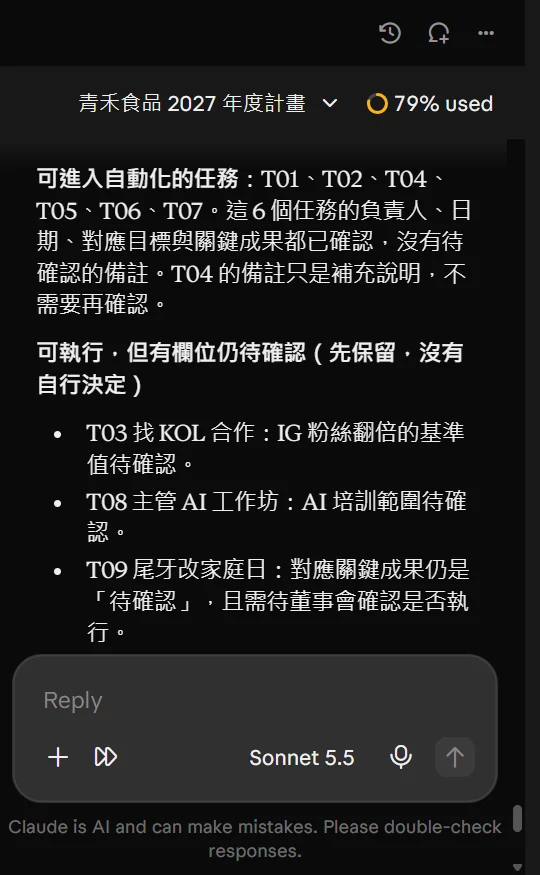 青禾食品 2027 年度計畫 79% used
可進入自動化的任務：T01、T02、T04、
T05、T06、T07。這 6 個任務的負責人、日
期、對應目標與關鍵成果都已確認，沒有待
確認的備註。T04 的備註只是補充說明，不
需要再確認。
可執行，但有欄位仍待確認（先保留，沒有
自行決定）
T03 找 KOL 合作：IG 粉絲翻倍的基準
值待確認。
T08 主管 AI 工作坊：AI 培訓範圍待確
認。
T09 尾牙改家庭日：對應關鍵成果仍是
「待確認」，且需待董事會確認是否執
行。
Reply
Sonnet 5.5
Claude is AI and can make mistakes. Please double-check
responses.